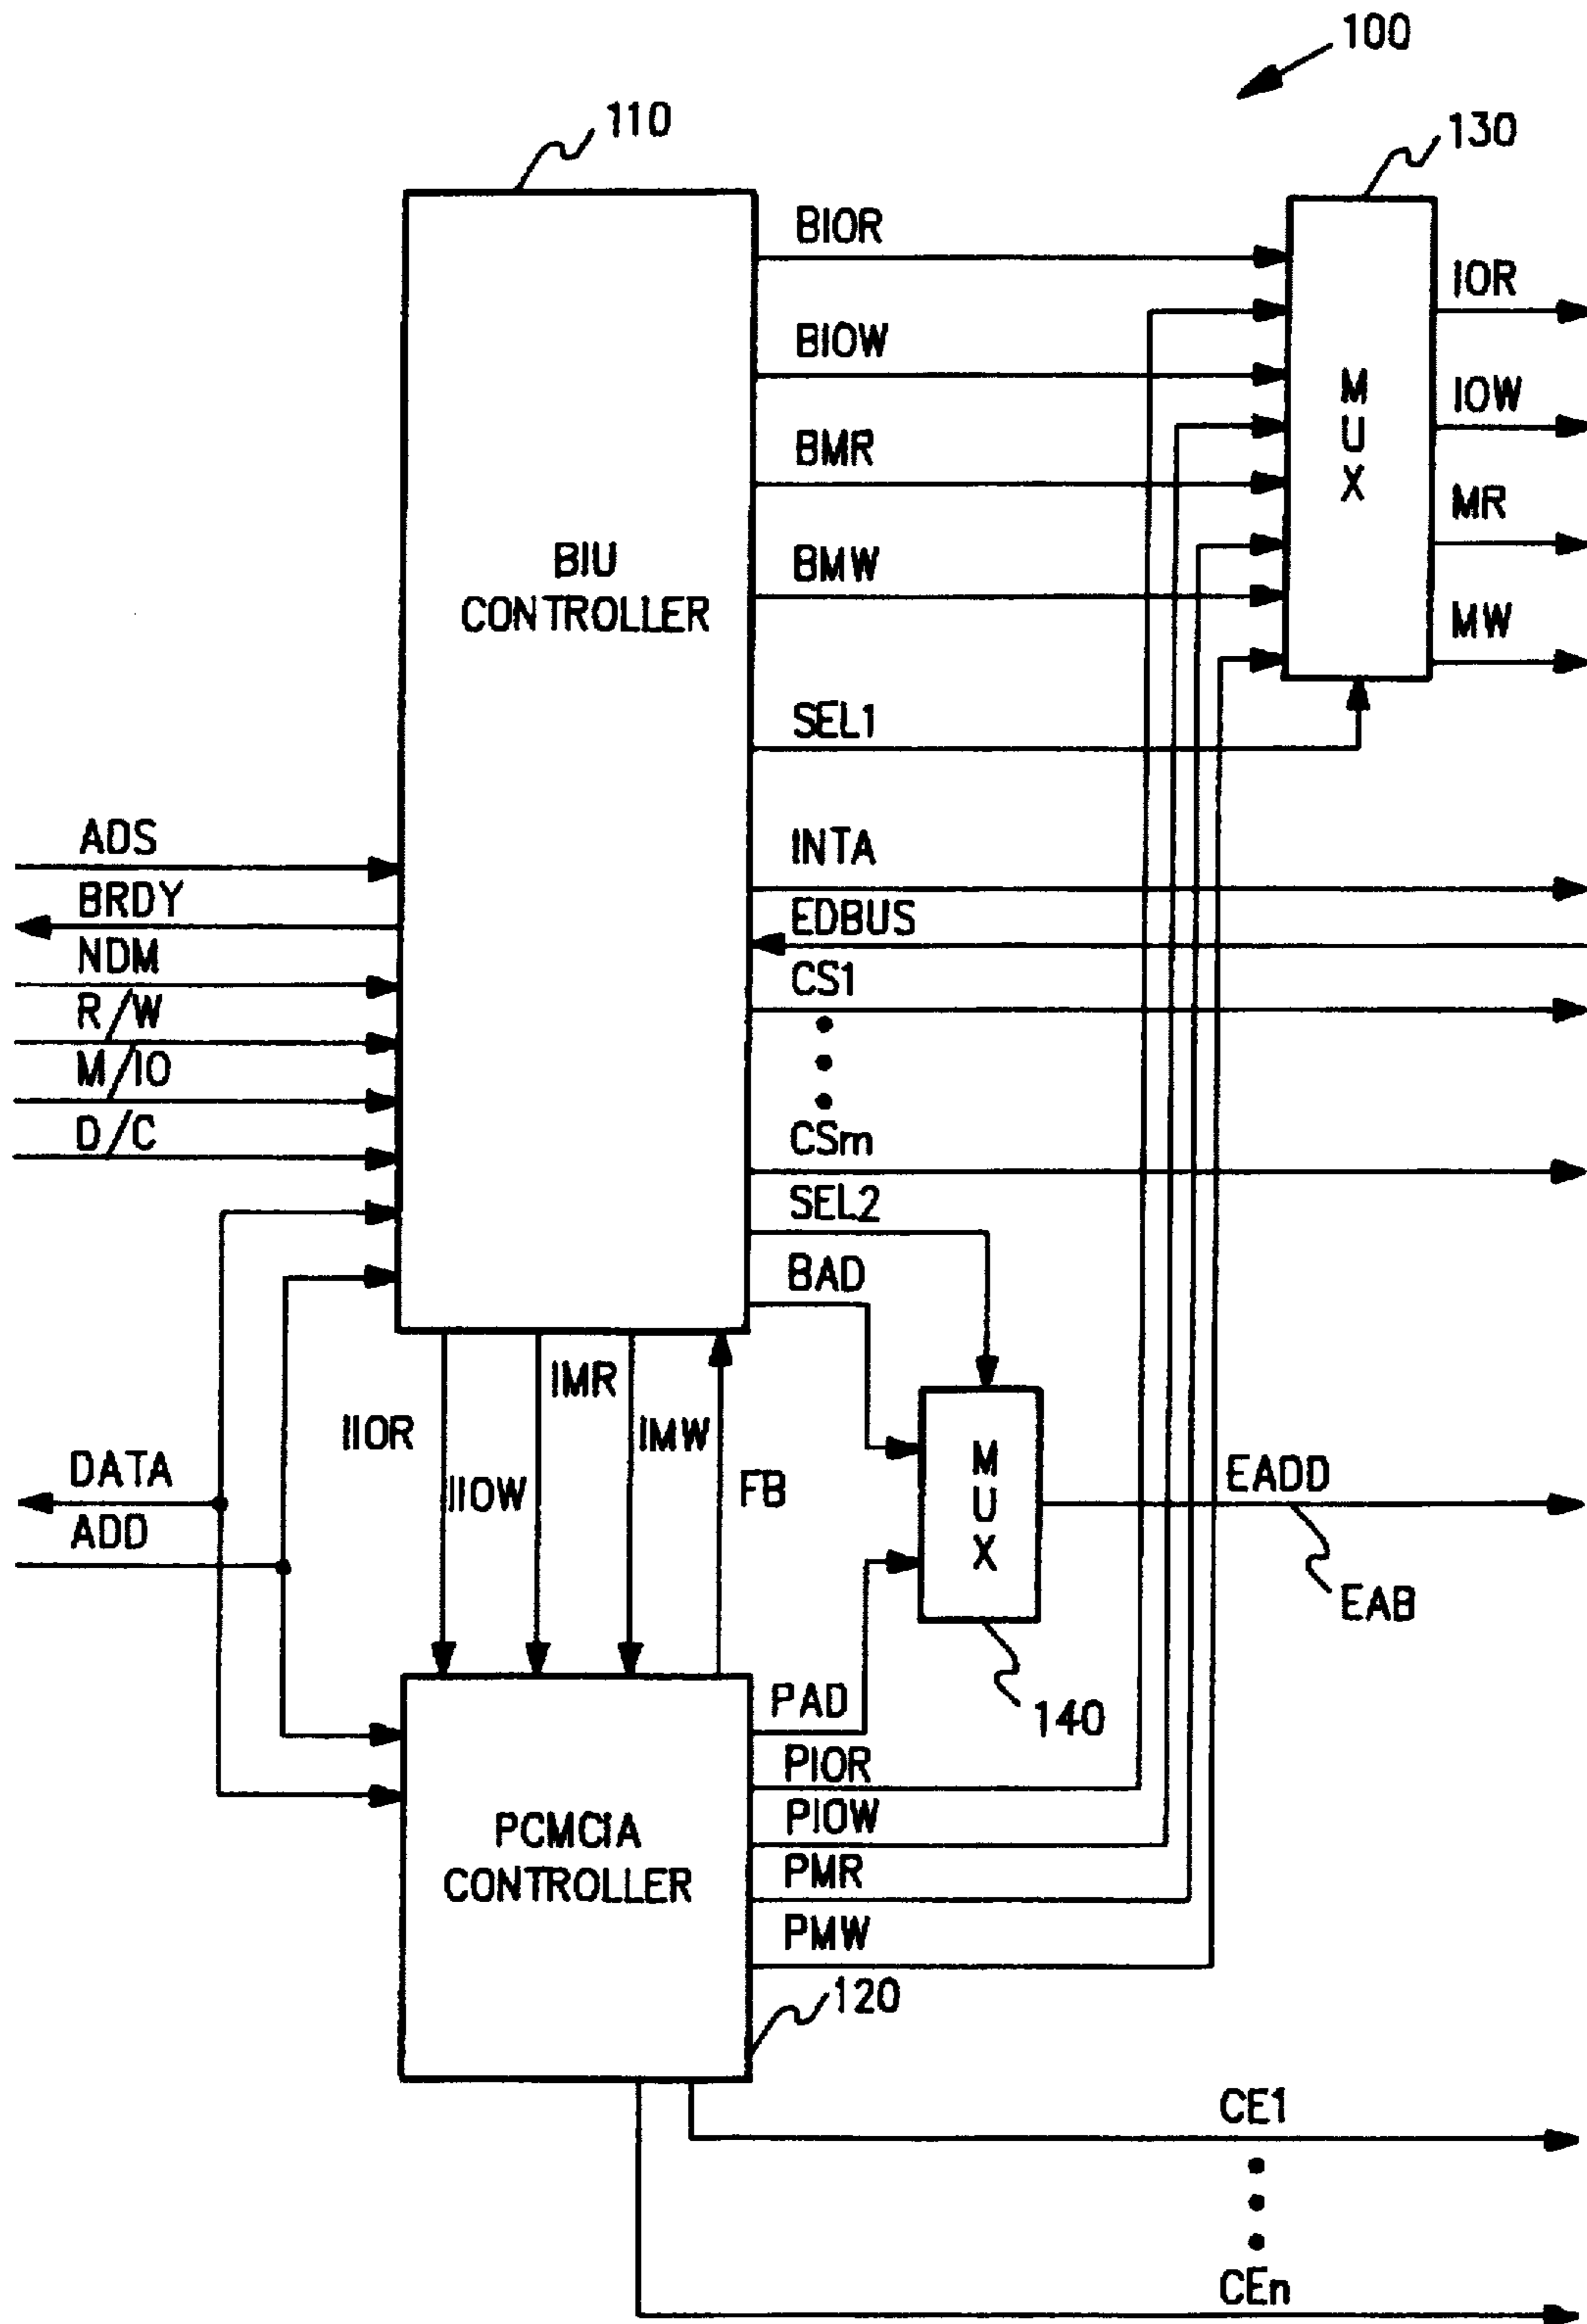 100
110
130
BIOR
IOR
BIOW
MUX
IOW
BMR
MR
BIU
CONTROLLER
BMW
MW
SEL1
ADS
INTA
BRDY
EDBUS
NDM
CS1
R/W
M/IO
D/C
CSm
SEL2
BAD
IMR
IIOR
IMW
DATA
IIOW
FB
MUX
EADD
ADD
EAB
PAD
140
PIOR
PIOW
PCMCIA
CONTROLLER
PMR
PMW
120
CE1
CEn